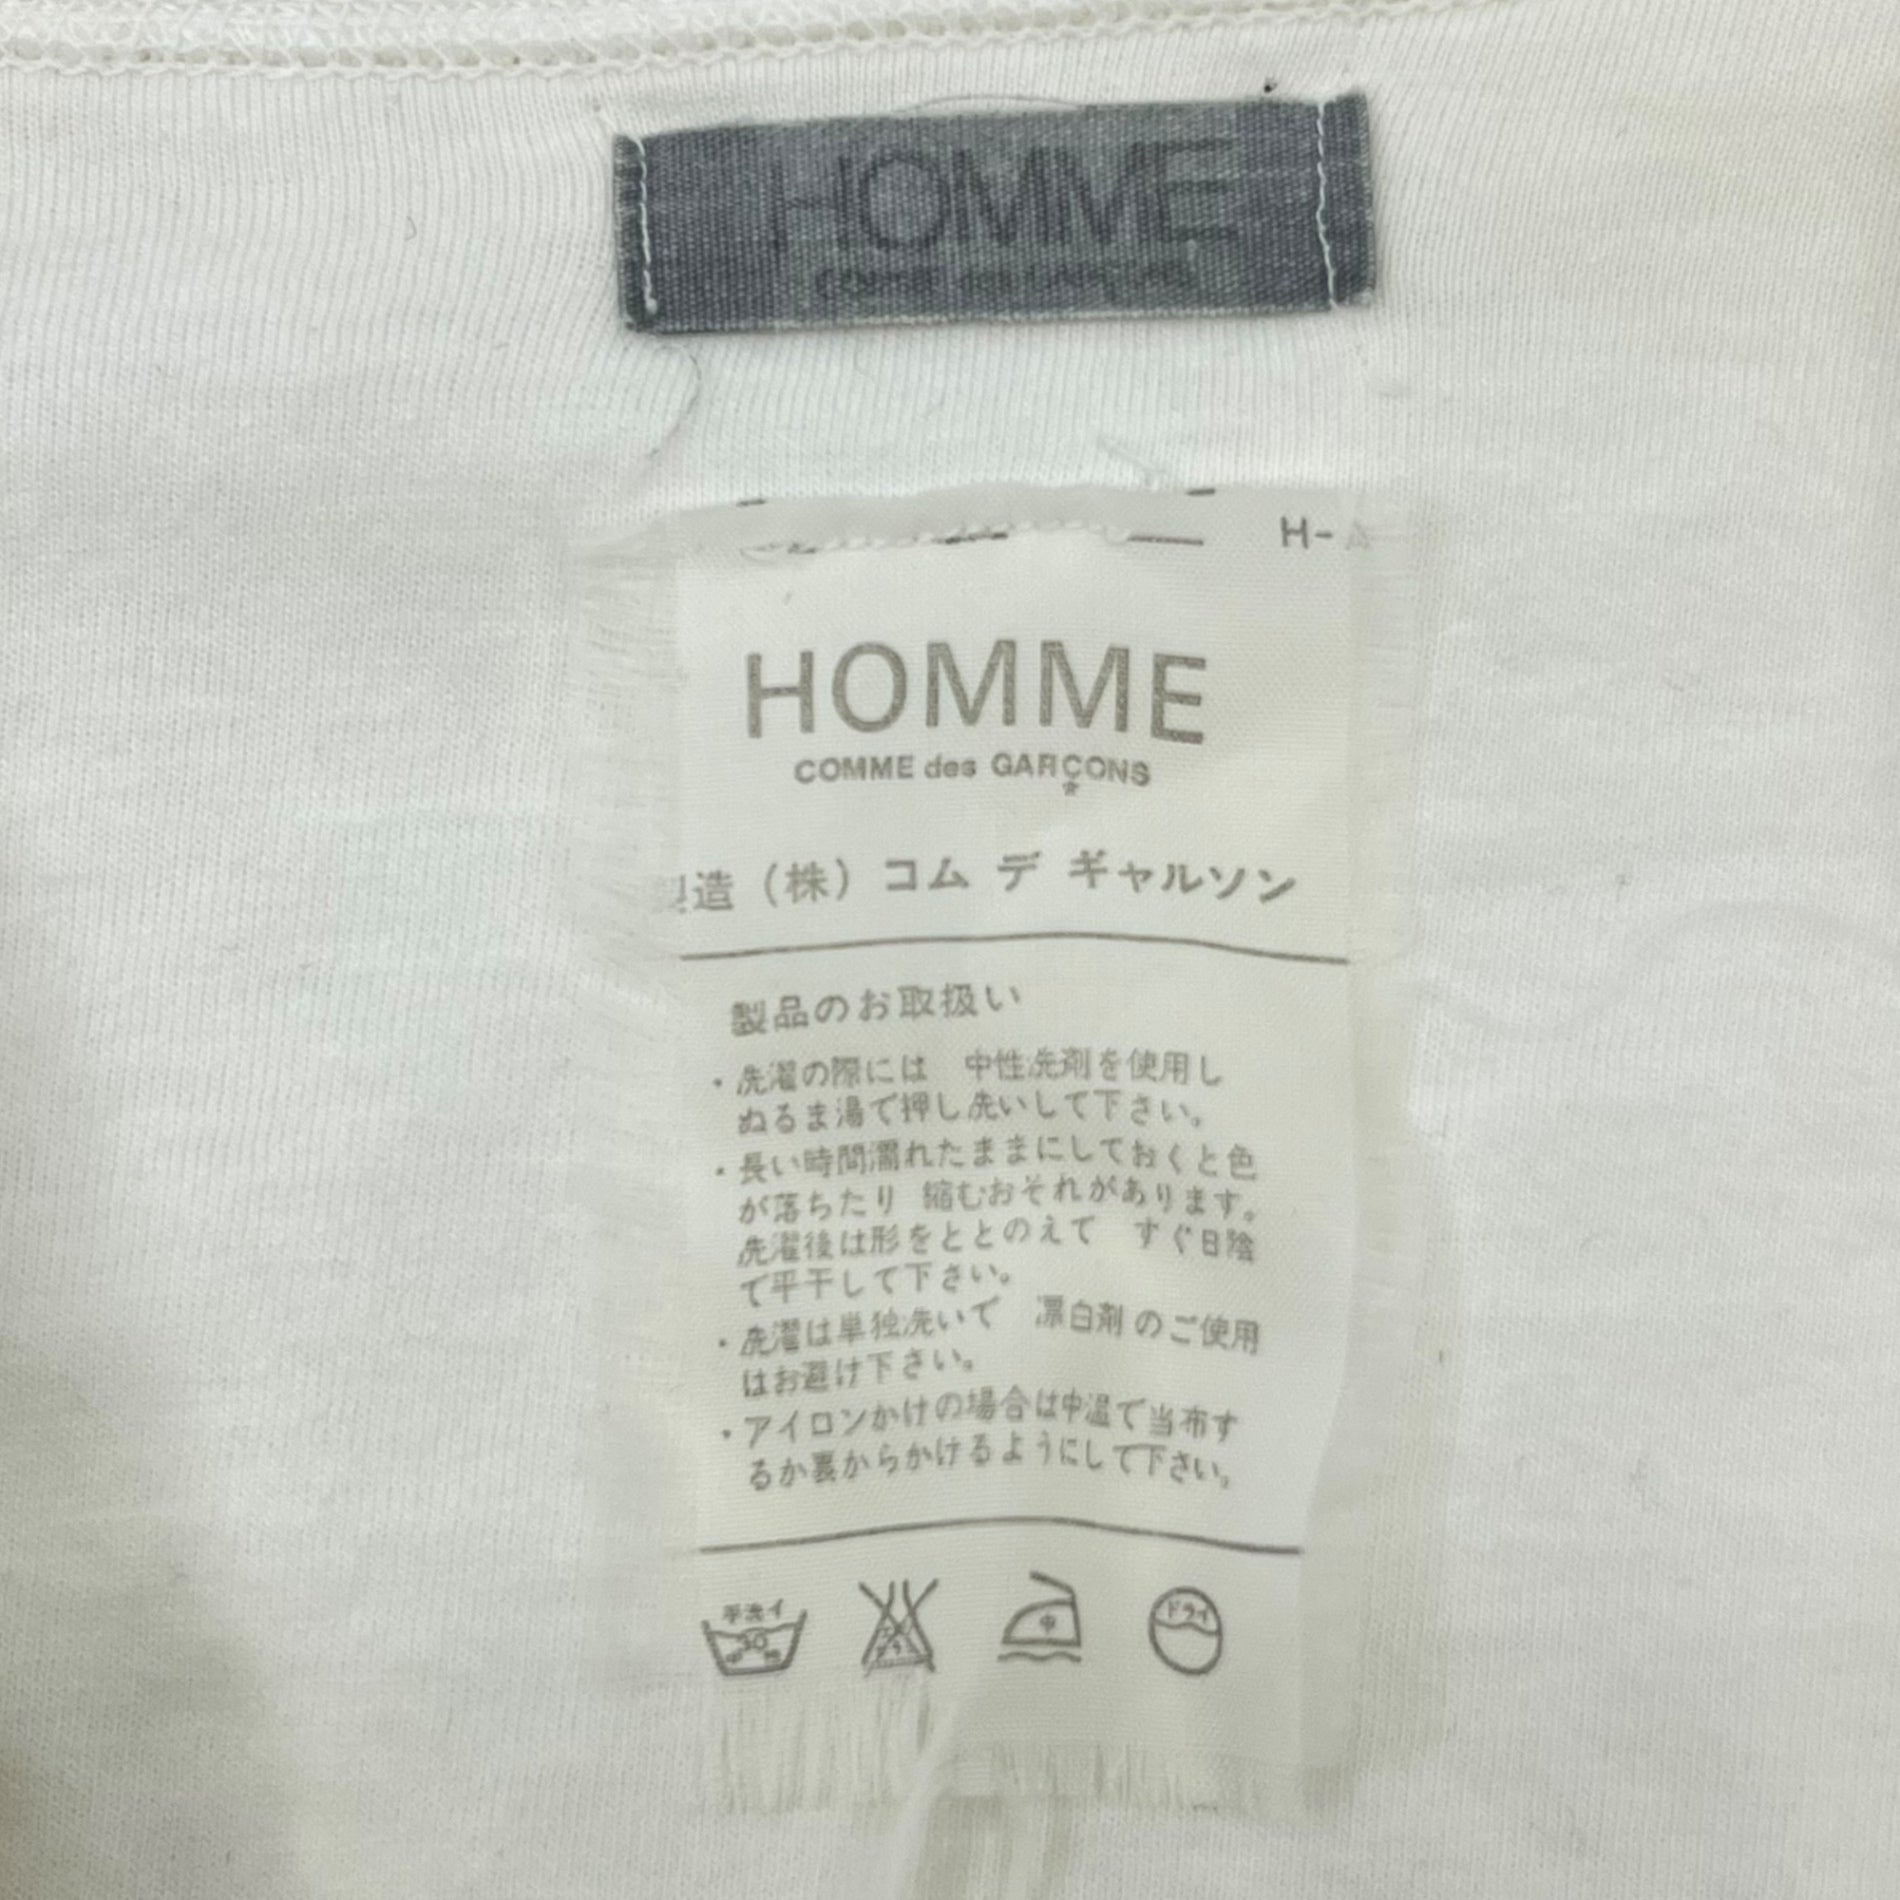 HOMME
COMME des GARÇONS
H-
HOMME
COMME des GARÇONS
製造（株）コム デ ギャルソン
製品のお取扱い
・洗濯の際には 中性洗剤を使用し
ぬるま湯で押し洗いして下さい。
・長い時間濡れたままにしておくと色
が落ちたり 縮むおそれがあります。
洗濯後は形をととのえて すぐ日陰
で平干しして下さい。
・洗濯は単独洗いで 漂白剤のご使用
はお避け下さい。
・アイロンかけの場合は中温で当布す
るか裏からかけるようにして下さい。
手洗イ
30
中
ドライ